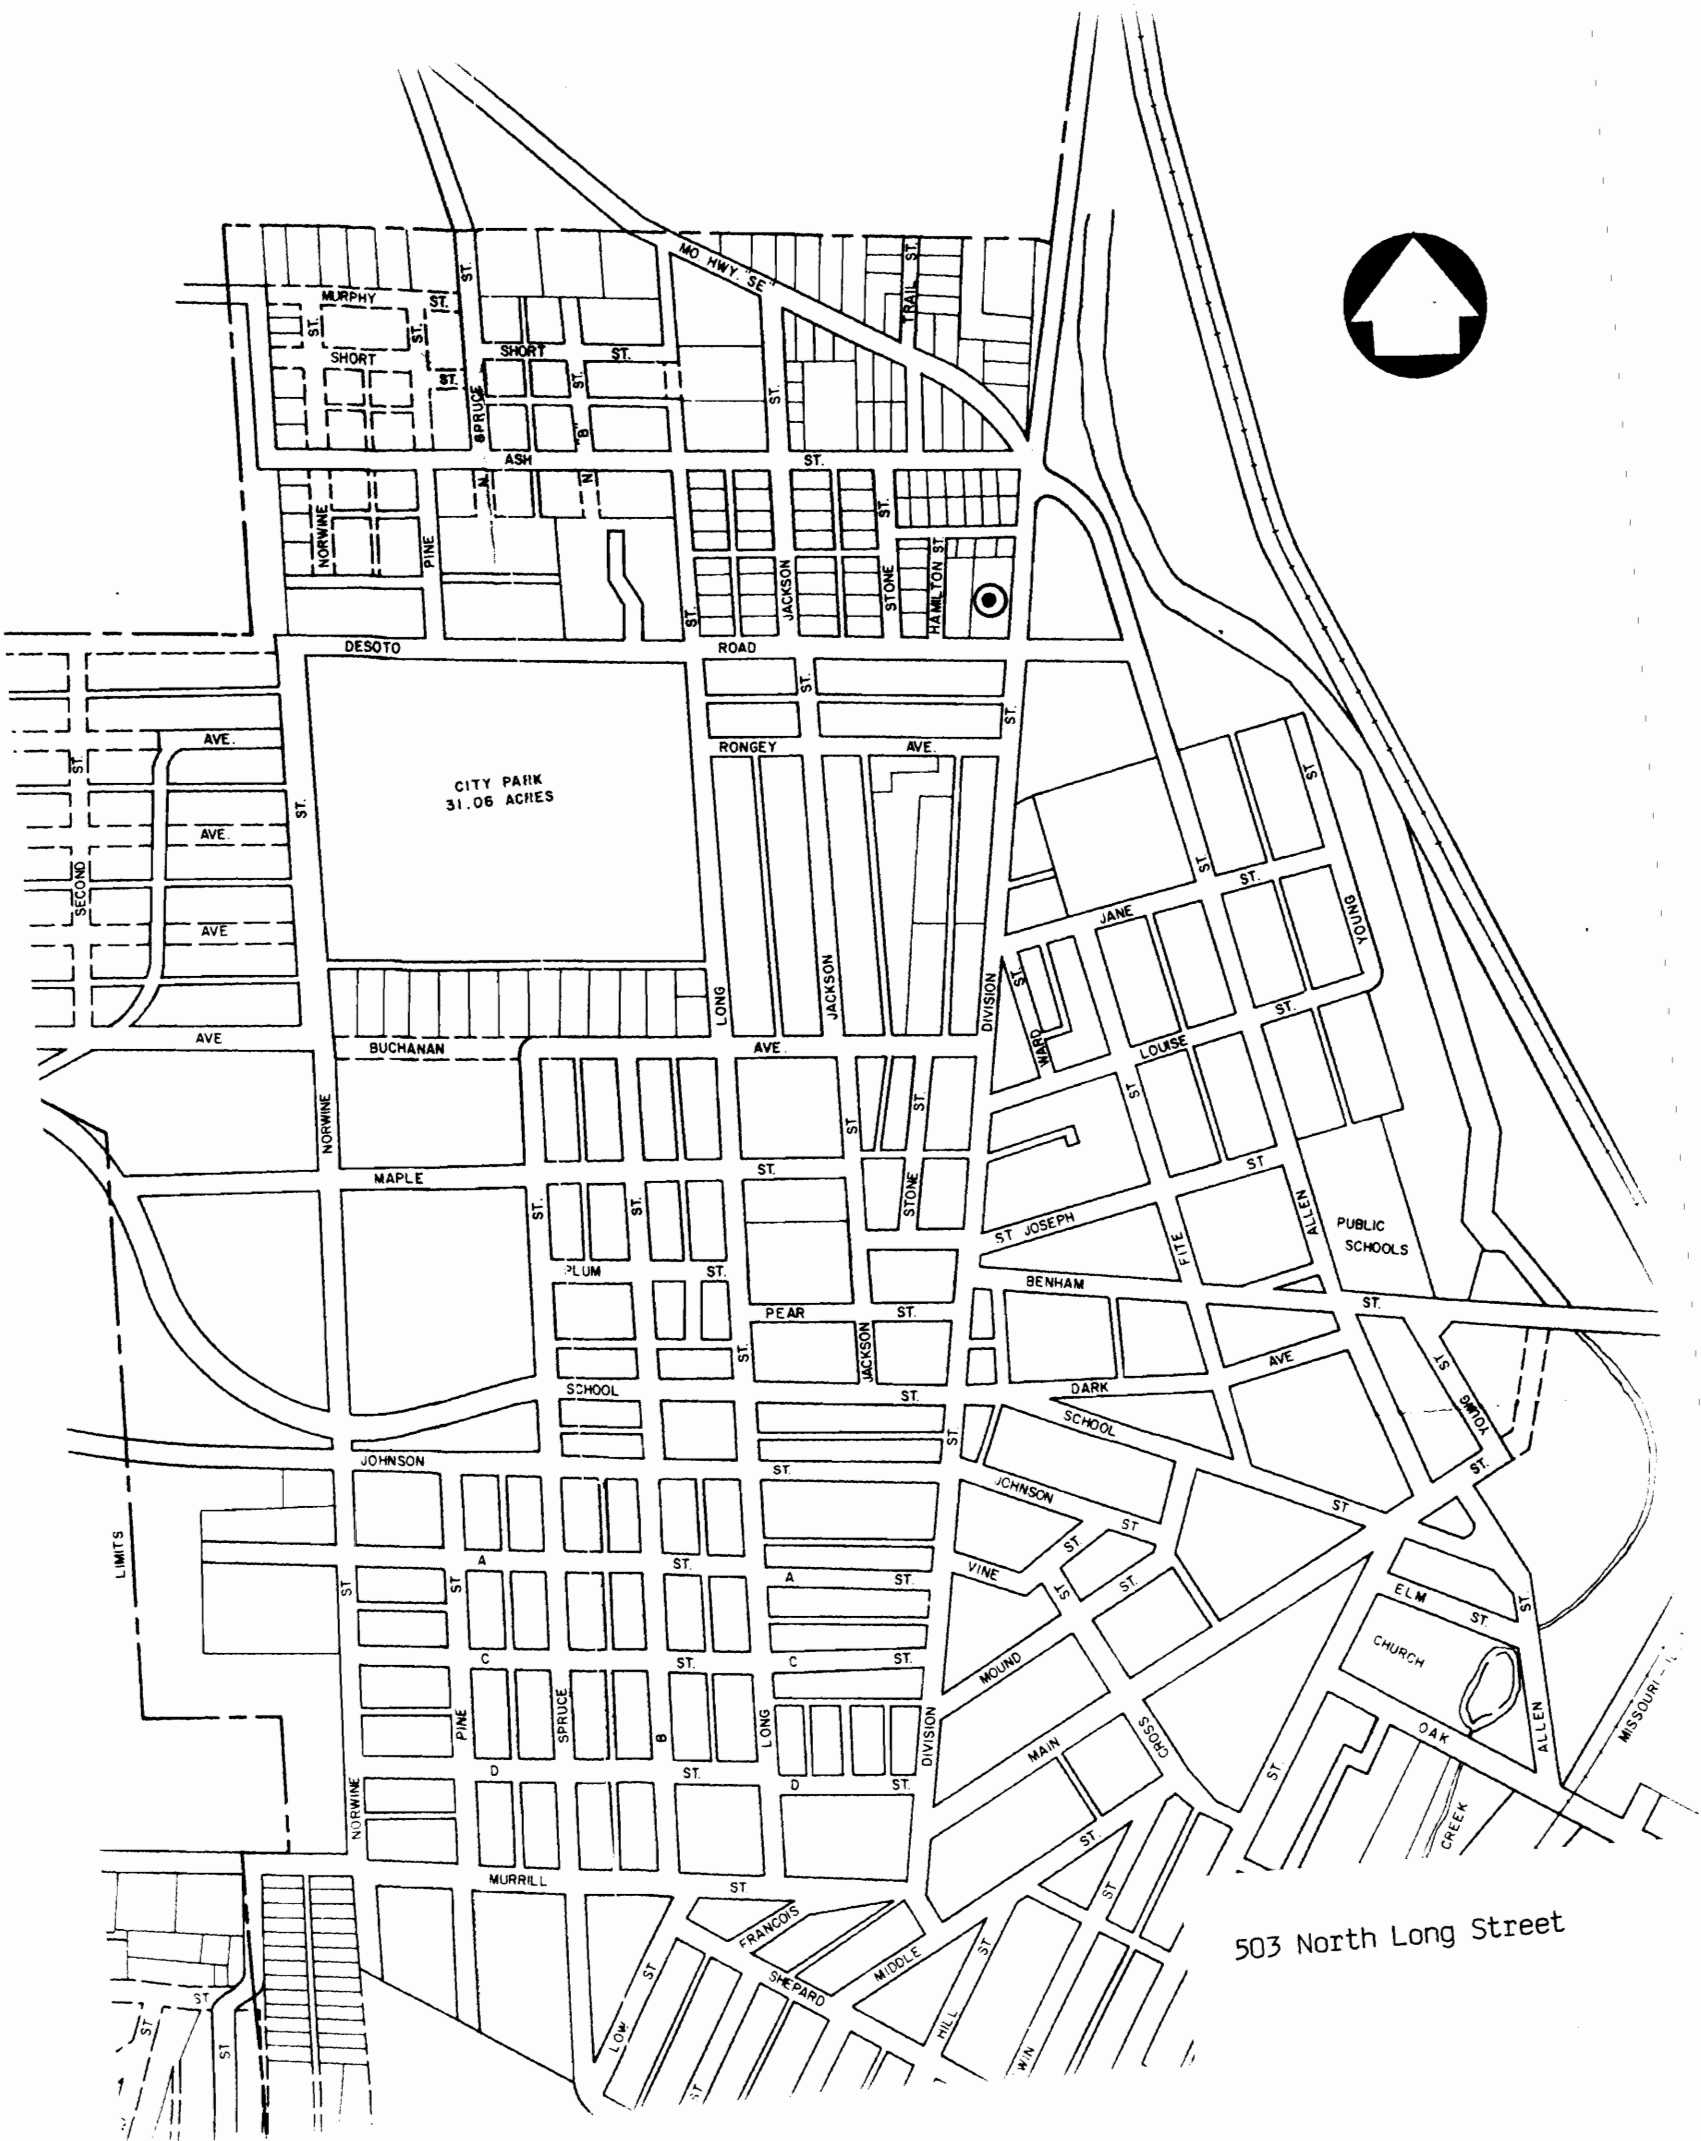 MO HWY. "SE"
TRAIL ST.
ST.
MURPHY ST.
ST.
ST.
SHORT
ST.
SHORT ST.
ST.
ST.
SPRUCE
"B"
ASH ST.
N.
N.
NORWINE
PINE
ST.
JACKSON
STONE
ST.
HAMILTON ST.
DESOTO ROAD
ST.
ST.
RONGEY AVE.
CITY PARK
31.06 ACRES
AVE.
ST.
ST.
AVE.
SECOND
AVE
AVE
BUCHANAN AVE.
LONG
JACKSON
DIVISION
ST
ST
ST.
JANE
YOUNG
ST.
WARD
ST.
LOUISE
ST
NORWINE
ST
ST.
MAPLE ST.
ST.
ST.
STONE
ST JOSEPH ST
FITE
ALLEN
PUBLIC
SCHOOLS
PLUM ST.
BENHAM ST.
PEAR ST.
ST.
JACKSON
SCHOOL ST.
DARK AVE
ST
YOUNG
SCHOOL ST
ST.
ST.
JOHNSON ST.
JOHNSON ST
LIMITS
A ST.
A ST.
VINE ST.
ST
ST
ST.
ST
ELM ST.
ST.
CHURCH
C ST.
C ST.
MOUND
PINE
SPRUCE
B
LONG
DIVISION
MAIN
CROSS
ST.
OAK
ALLEN
MISSOURI
CREEK
D ST.
D ST.
NORWINE
ST.
MURRILL ST.
FRANCOIS
SHEPARD
MIDDLE
ST
LOW
ST
HILL
ST
WIN
ST
ST
ST
ST
503 North Long Street